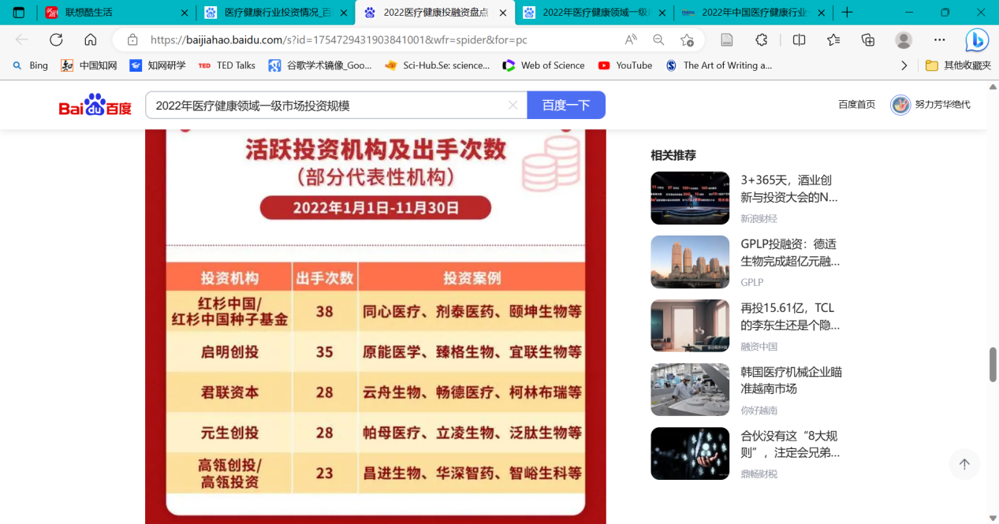 联想酷生活
医疗健康行业投资情况_百
2022医疗健康投融资盘点
2022年医疗健康领域一级
2022年中国医疗健康行业
https://baijiahao.baidu.com/s?id=1754729431903841001&wfr=spider&for=pc
Bing
中国知网
知网研学
TED
TED Talks
谷歌学术镜像_Goo...
Sci-Hub.Se: science...
Web of Science
YouTube
The Art of Writing a...
其他收藏夹
Bai du 百度
2022年医疗健康领域一级市场投资规模
百度一下
百度首页
努力芳华绝代
活跃投资机构及出手次数
（部分代表性机构）
2022年1月1日-11月30日
投资机构 出手次数 投资案例
红杉中国/
红杉中国种子基金 38 同心医疗、剂泰医药、颐坤生物等
启明创投 35 原能医学、臻格生物、宜联生物等
君联资本 28 云舟生物、畅德医疗、柯林布瑞等
元生创投 28 帕母医疗、立凌生物、泛肽生物等
高瓴创投/
高瓴投资 23 昌进生物、华深智药、智峪生科等
相关推荐
3+365天，酒业创
新与投资大会的N...
新浪财经
GPLP投融资：德适
生物完成超亿元融...
GPLP
再投15.61亿，TCL
的李东生还是个隐...
融资中国
韩国医疗机械企业瞄
准越南市场
你好越南
合伙没有这“8大规
则”，注定会兄弟...
鼎畅财税